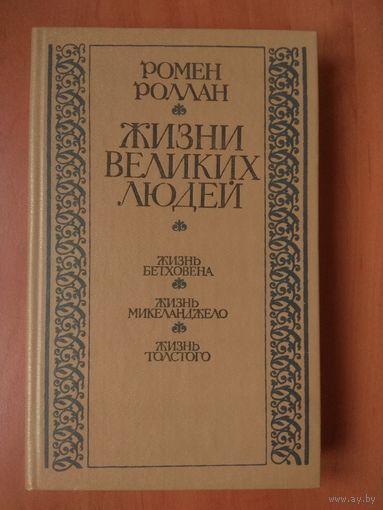 РОМЕН
РОЛЛАН
ЖИЗНИ
ВЕЛИКИХ
ЛЮДЕЙ
ЖИЗНЬ
БЕТХОВЕНА
ЖИЗНЬ
МИКЕЛАНДЖЕЛО
ЖИЗНЬ
ТОЛСТОГО
www.ay.by